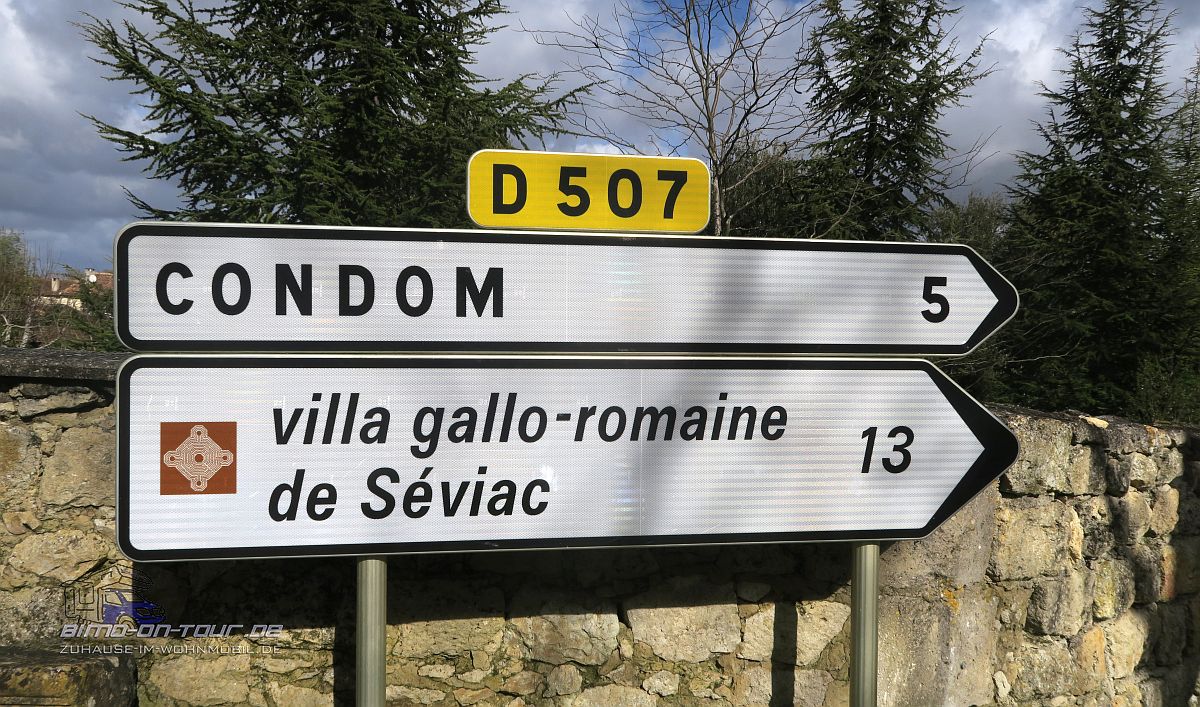 D 507
CONDOM 5
villa gallo-romaine 13
de Séviac
BIMO-ON-TOUR.DE
ZUHAUSE-IM-WOHNMOBIL.DE